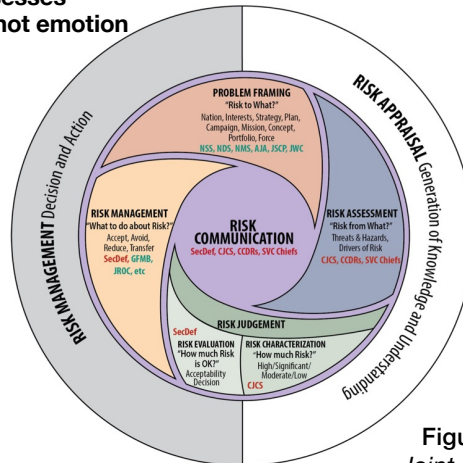 esses
not emotion
RISK MANAGEMENT Decision and Action
RISK APPRAISAL Generation of Knowledge and Understanding
PROBLEM FRAMING
"Risk to What?"
Nation, Interests, Strategy, Plan,
Campaign, Mission, Concept,
Portfolio, Force
NSS, NDS, NMS, AJA, JSCP, JWC
RISK MANAGEMENT
"What to do about Risk?"
Accept, Avoid,
Reduce, Transfer
SecDef, GFMB,
JROC, etc
RISK
COMMUNICATION
SecDef, CJCS, CCDRs, SVC Chiefs
RISK ASSESSMENT
"Risk from What?"
Threats & Hazards,
Drivers of Risk
CJCS, CCDRs, SVC Chiefs
RISK JUDGEMENT
SecDef
RISK EVALUATION
"How much Risk
is OK?"
Acceptability
Decision
RISK CHARACTERIZATION
"How much Risk?"
High/Significant/
Moderate/Low
CJCS
Figu
Joint